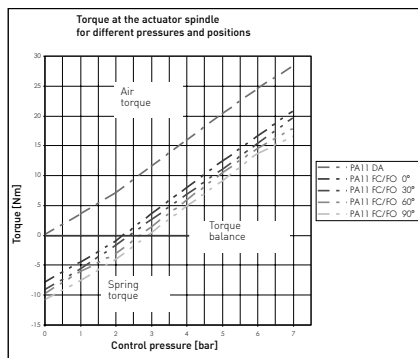 Torque at the actuator spindle
for different pressures and positions
30
25
20
15
10
5
0
-5
-10
-15
Torque [Nm]
Air
torque
Torque
balance
Spring
torque
0 1 2 3 4 5 6 7
Control pressure [bar]
PA11 DA
PA11 FC/FO 0°
PA11 FC/FO 30°
PA11 FC/FO 60°
PA11 FC/FO 90°